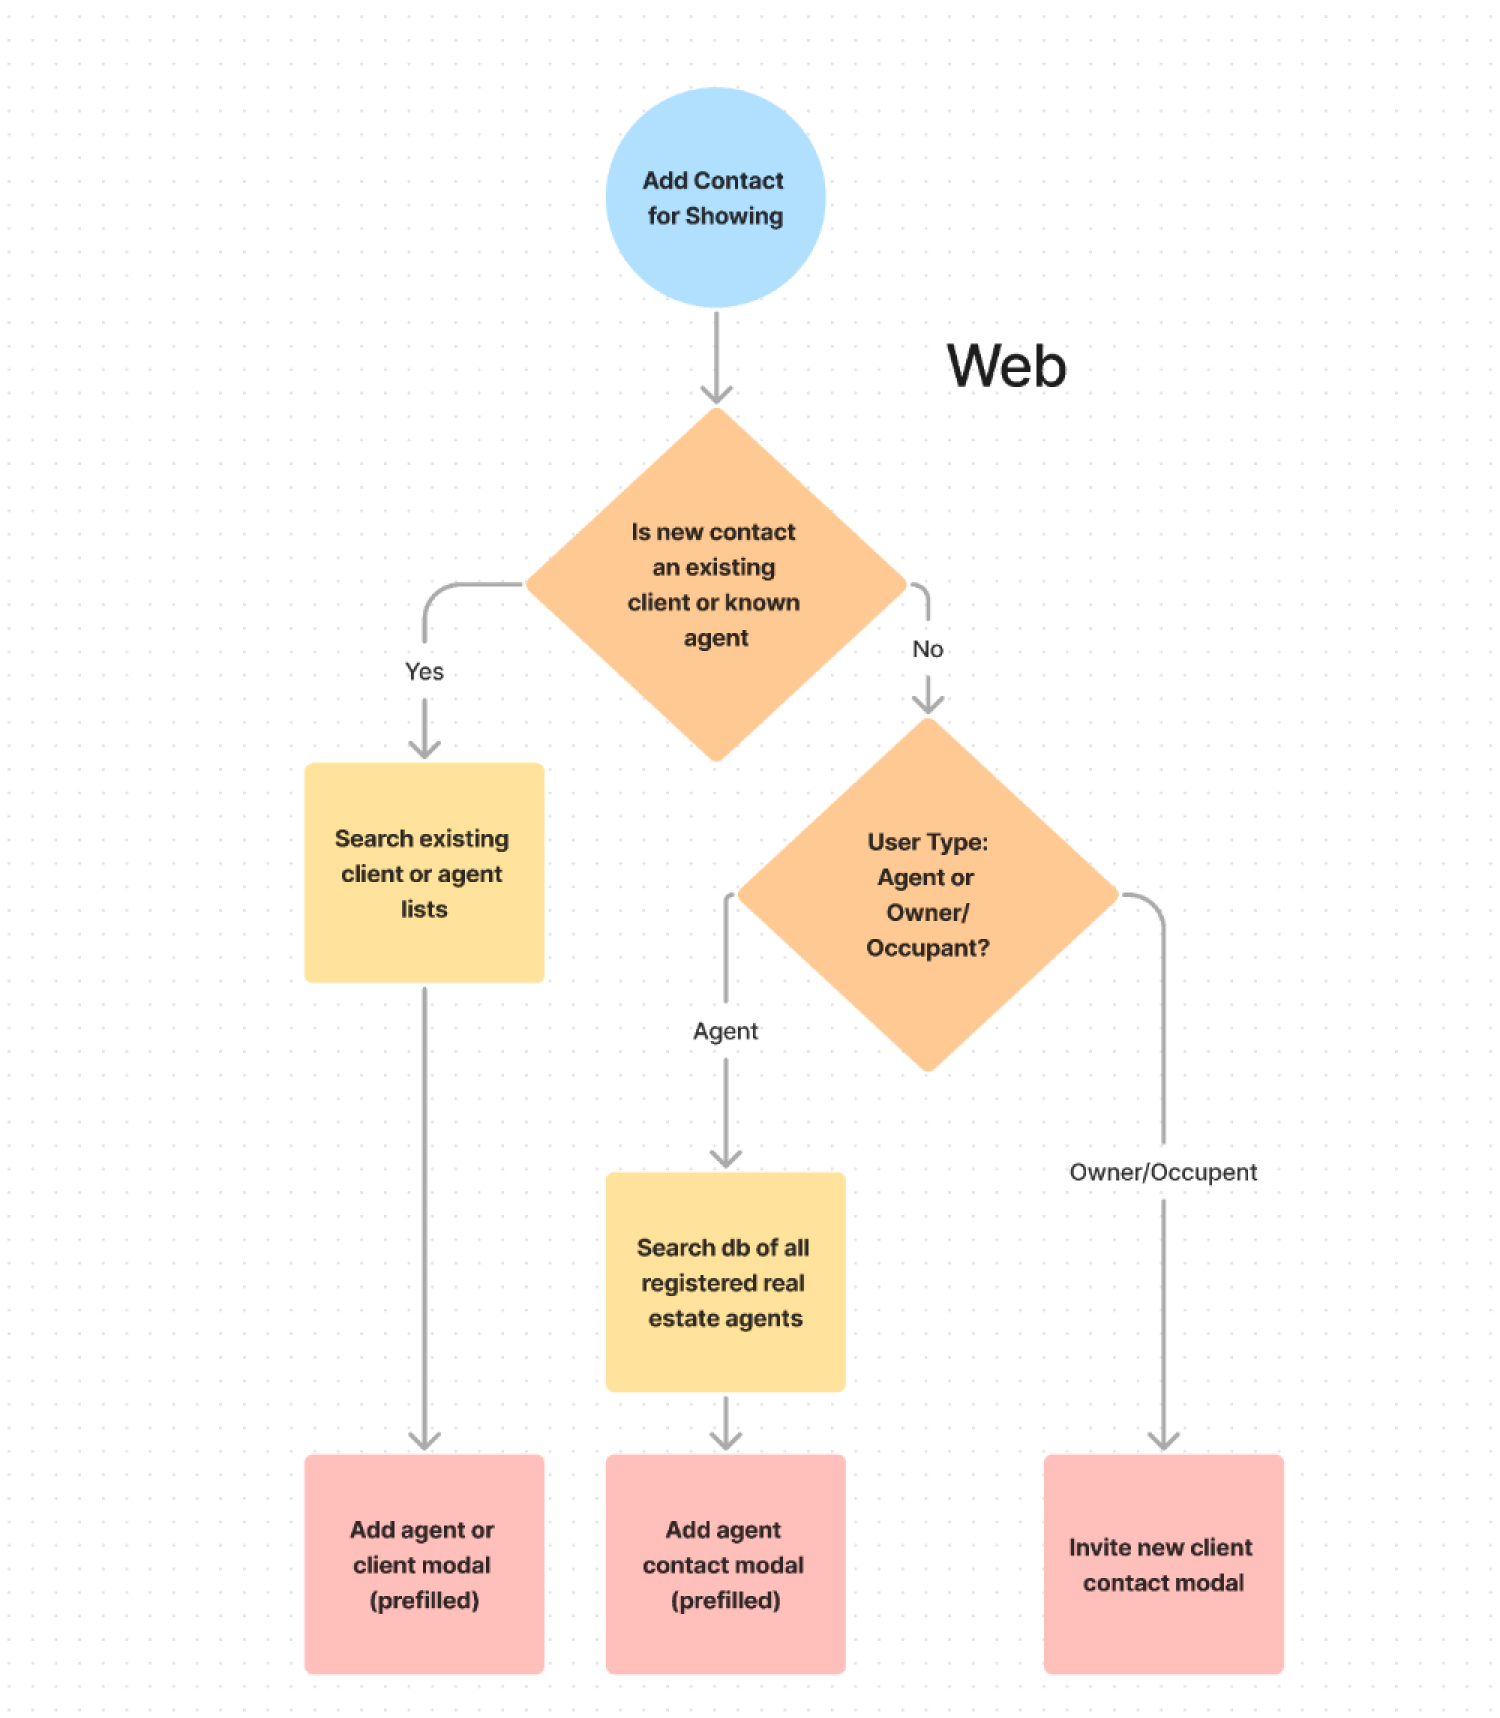 Add Contact
for Showing
Web
Is new contact
an existing
client or known
agent
Yes
No
Search existing
client or agent
lists
User Type:
Agent or
Owner/
Occupant?
Agent
Owner/Occupent
Search db of all
registered real
estate agents
Add agent or
client modal
(prefilled)
Add agent
contact modal
(prefilled)
Invite new client
contact modal